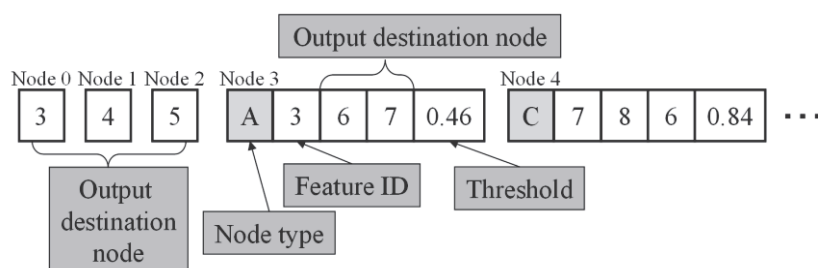 Output destination node
Node 0 Node 1 Node 2 Node 3 Node 4
3 4 5 A 3 6 7 0.46 C 7 8 6 0.84 ...
Output
destination
node
Feature ID
Threshold
Node type